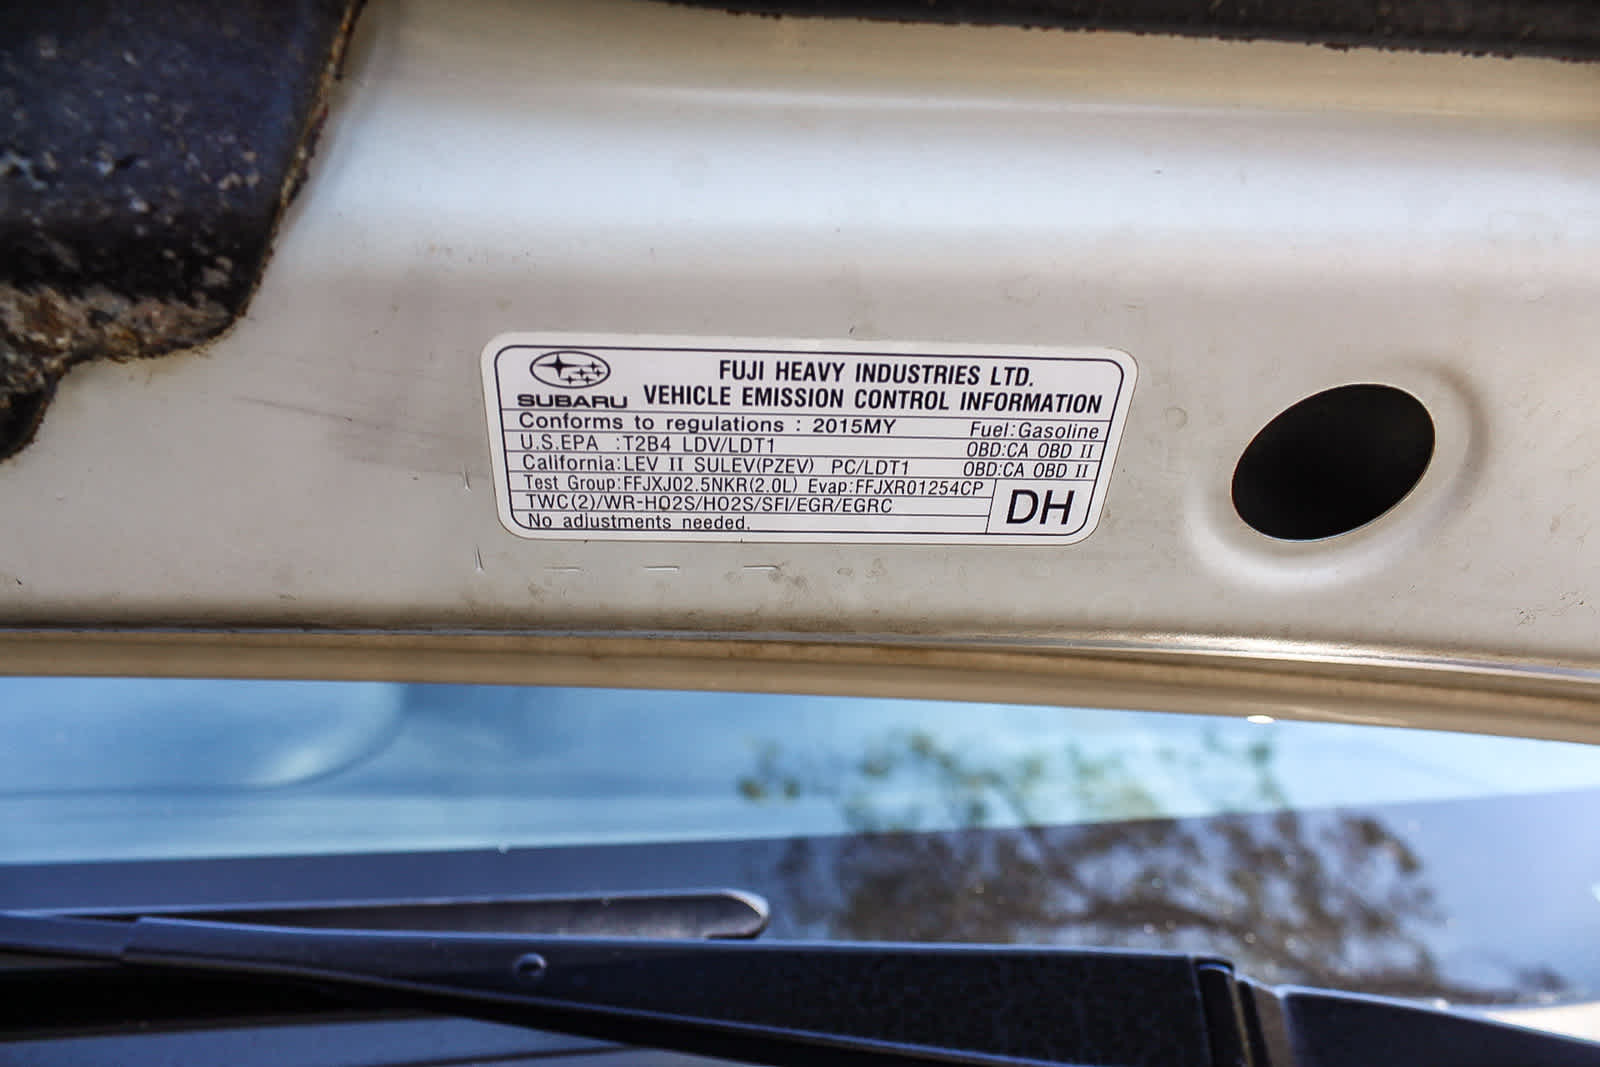 FUJI HEAVY INDUSTRIES LTD.
SUBARU VEHICLE EMISSION CONTROL INFORMATION
Conforms to regulations : 2015MY Fuel:Gasoline
U.S.EPA :T2B4 LDV/LDT1 OBD:CA OBD II
California:LEV II SULEV(PZEV) PC/LDT1 OBD:CA OBD II
Test Group:FFJXJ02.5NKR(2.0L) Evap:FFJXR01254CP
TWC(2)/WR-HO2S/HO2S/SFI/EGR/EGRC
DH
No adjustments needed.